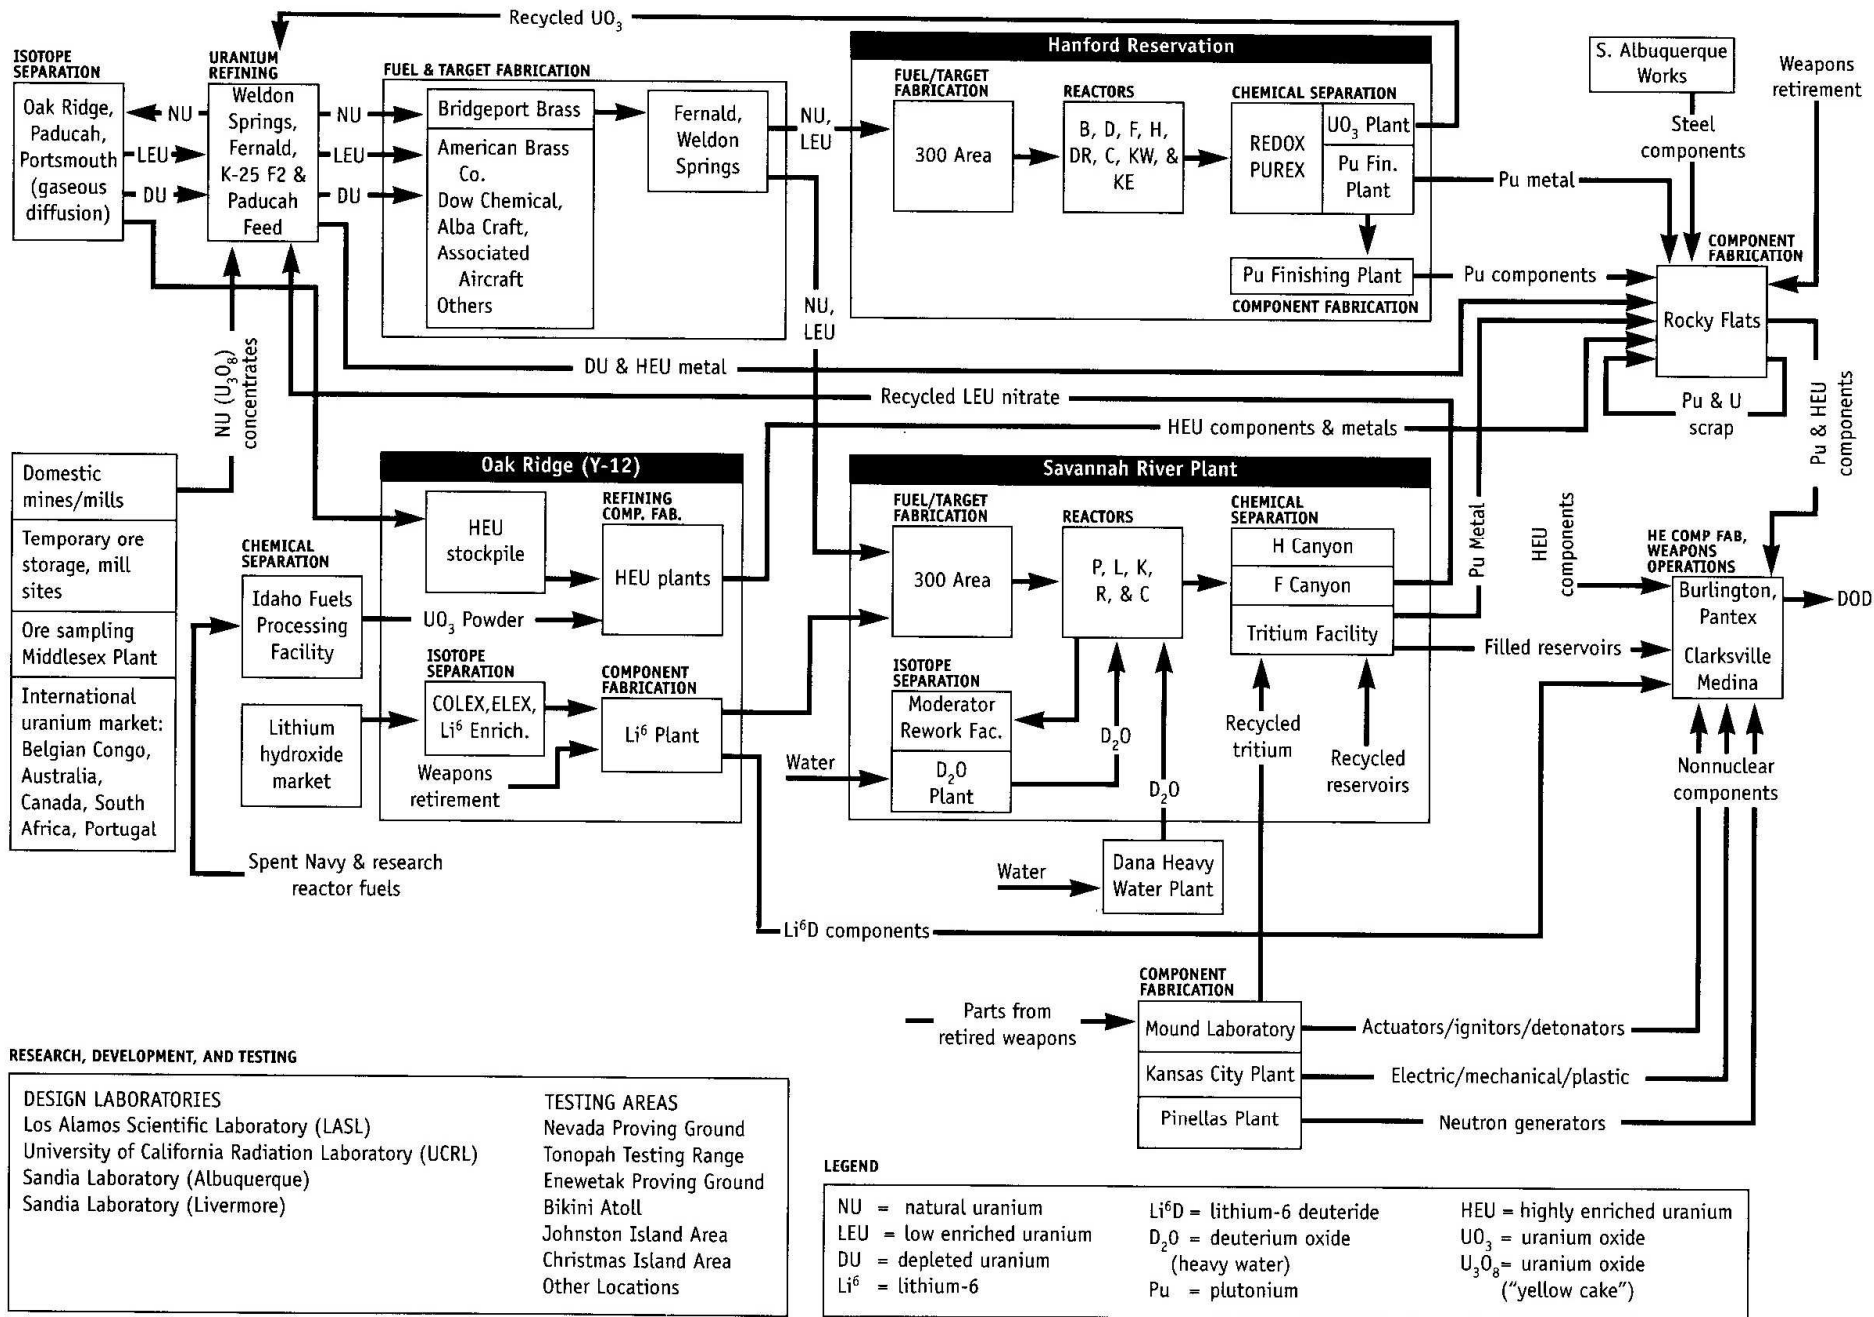 Recycled UO₃
ISOTOPE
SEPARATION
Oak Ridge,
Paducah,
Portsmouth
(gaseous
diffusion)
NU
LEU
DU
URANIUM
REFINING
Weldon
Springs,
Fernald,
K-25 F2 &
Paducah
Feed
NU
LEU
DU
FUEL & TARGET FABRICATION
Bridgeport Brass
American Brass
Co.
Dow Chemical,
Alba Craft,
Associated
Aircraft
Others
Fernald,
Weldon
Springs
NU,
LEU
NU,
LEU
Hanford Reservation
FUEL/TARGET
FABRICATION
300 Area
REACTORS
B, D, F, H,
DR, C, KW, &
KE
CHEMICAL SEPARATION
REDOX
PUREX
UO₃ Plant
Pu Fin.
Plant
Pu Finishing Plant
COMPONENT FABRICATION
Pu metal
Pu components
S. Albuquerque
Works
Steel
components
Weapons
retirement
COMPONENT
FABRICATION
Rocky Flats
Pu & U
scrap
Pu & HEU
components
DU & HEU metal
Recycled LEU nitrate
HEU components & metals
NU (U₃O₈)
concentrates
Domestic
mines/mills
Temporary ore
storage, mill
sites
Ore sampling
Middlesex Plant
International
uranium market:
Belgian Congo,
Australia,
Canada, South
Africa, Portugal
CHEMICAL
SEPARATION
Idaho Fuels
Processing
Facility
Lithium
hydroxide
market
Spent Navy & research
reactor fuels
Oak Ridge (Y-12)
HEU
stockpile
REFINING
COMP. FAB.
HEU plants
UO₃ Powder
ISOTOPE
SEPARATION
COLEX,ELEX,
Li⁶ Enrich.
COMPONENT
FABRICATION
Li⁶ Plant
Weapons
retirement
Savannah River Plant
FUEL/TARGET
FABRICATION
300 Area
REACTORS
P, L, K,
R, & C
CHEMICAL
SEPARATION
H Canyon
F Canyon
Tritium Facility
ISOTOPE
SEPARATION
Moderator
Rework Fac.
D₂O
Plant
Water
D₂O
D₂O
Recycled
tritium
Recycled
reservoirs
Pu Metal
HEU
components
HE COMP FAB,
WEAPONS
OPERATIONS
Burlington,
Pantex
Clarksville
Medina
DOD
Filled reservoirs
Nonnuclear
components
Water
Dana Heavy
Water Plant
Li⁶D components
COMPONENT
FABRICATION
Parts from
retired weapons
Mound Laboratory
Kansas City Plant
Pinellas Plant
Actuators/ignitors/detonators
Electric/mechanical/plastic
Neutron generators
RESEARCH, DEVELOPMENT, AND TESTING
DESIGN LABORATORIES
Los Alamos Scientific Laboratory (LASL)
University of California Radiation Laboratory (UCRL)
Sandia Laboratory (Albuquerque)
Sandia Laboratory (Livermore)
TESTING AREAS
Nevada Proving Ground
Tonopah Testing Range
Enewetak Proving Ground
Bikini Atoll
Johnston Island Area
Christmas Island Area
Other Locations
LEGEND
NU = natural uranium
LEU = low enriched uranium
DU = depleted uranium
Li⁶ = lithium-6
Li⁶D = lithium-6 deuteride
D₂O = deuterium oxide
(heavy water)
Pu = plutonium
HEU = highly enriched uranium
UO₃ = uranium oxide
U₃O₈= uranium oxide
("yellow cake")